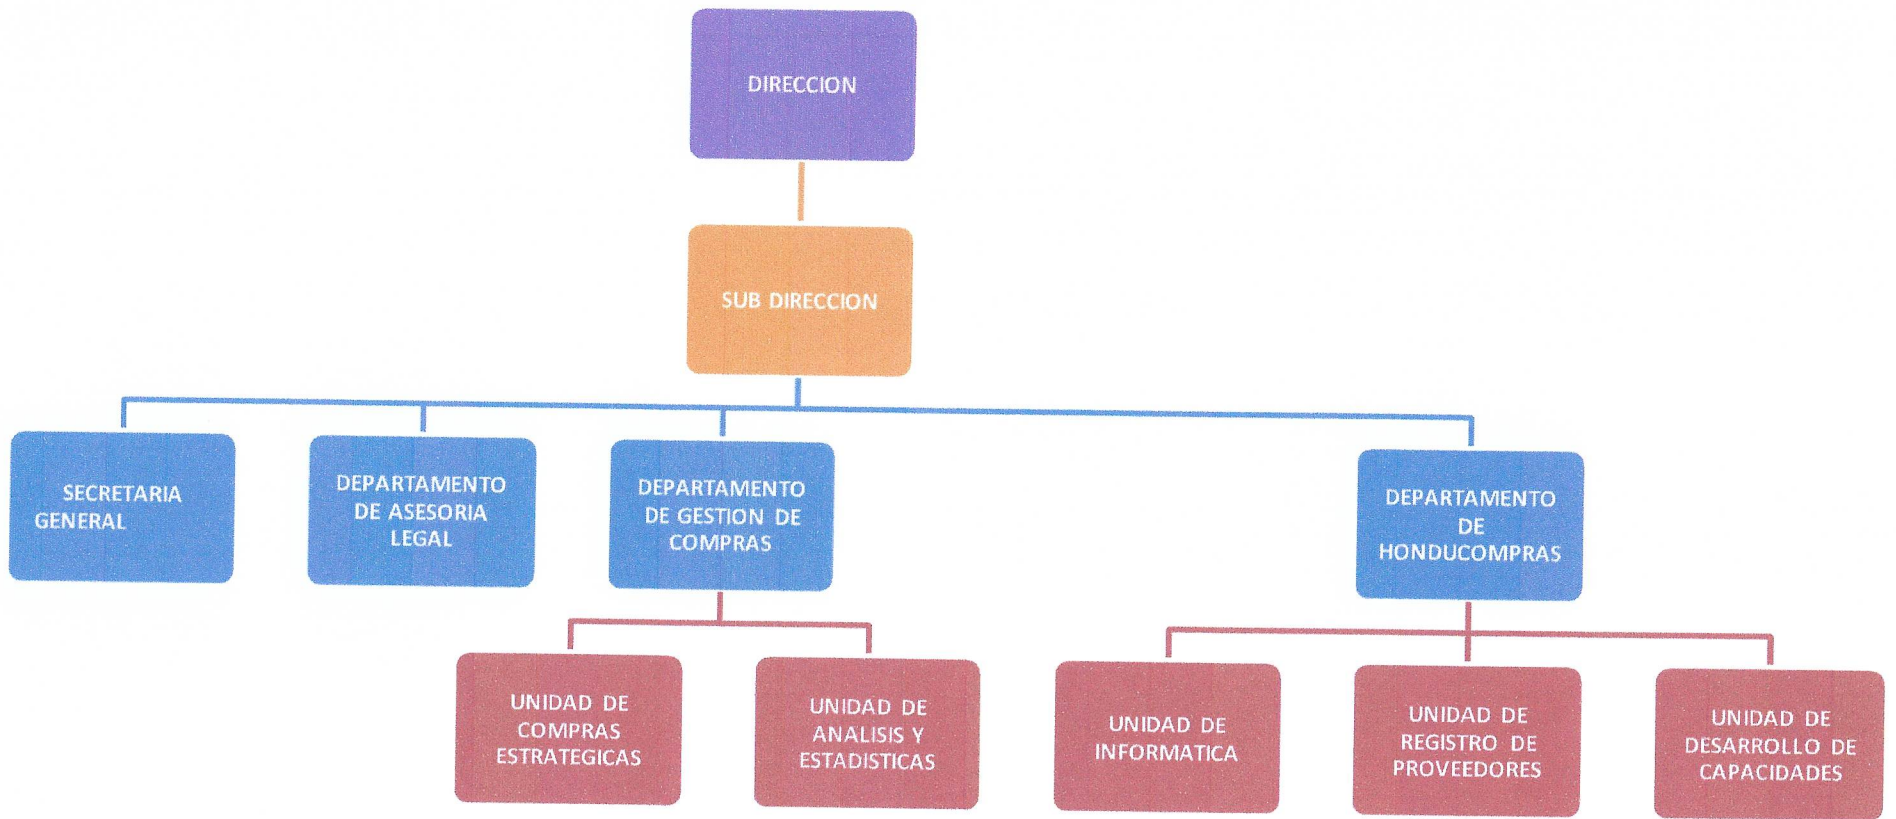 DIRECCION
SUB DIRECCION
SECRETARIA
GENERAL
DEPARTAMENTO
DE ASESORIA
LEGAL
DEPARTAMENTO
DE GESTION DE
COMPRAS
DEPARTAMENTO
DE
HONDUCOMPRAS
UNIDAD DE
COMPRAS
ESTRATEGICAS
UNIDAD DE
ANALISIS Y
ESTADISTICAS
UNIDAD DE
INFORMATICA
UNIDAD DE
REGISTRO DE
PROVEEDORES
UNIDAD DE
DESARROLLO DE
CAPACIDADES